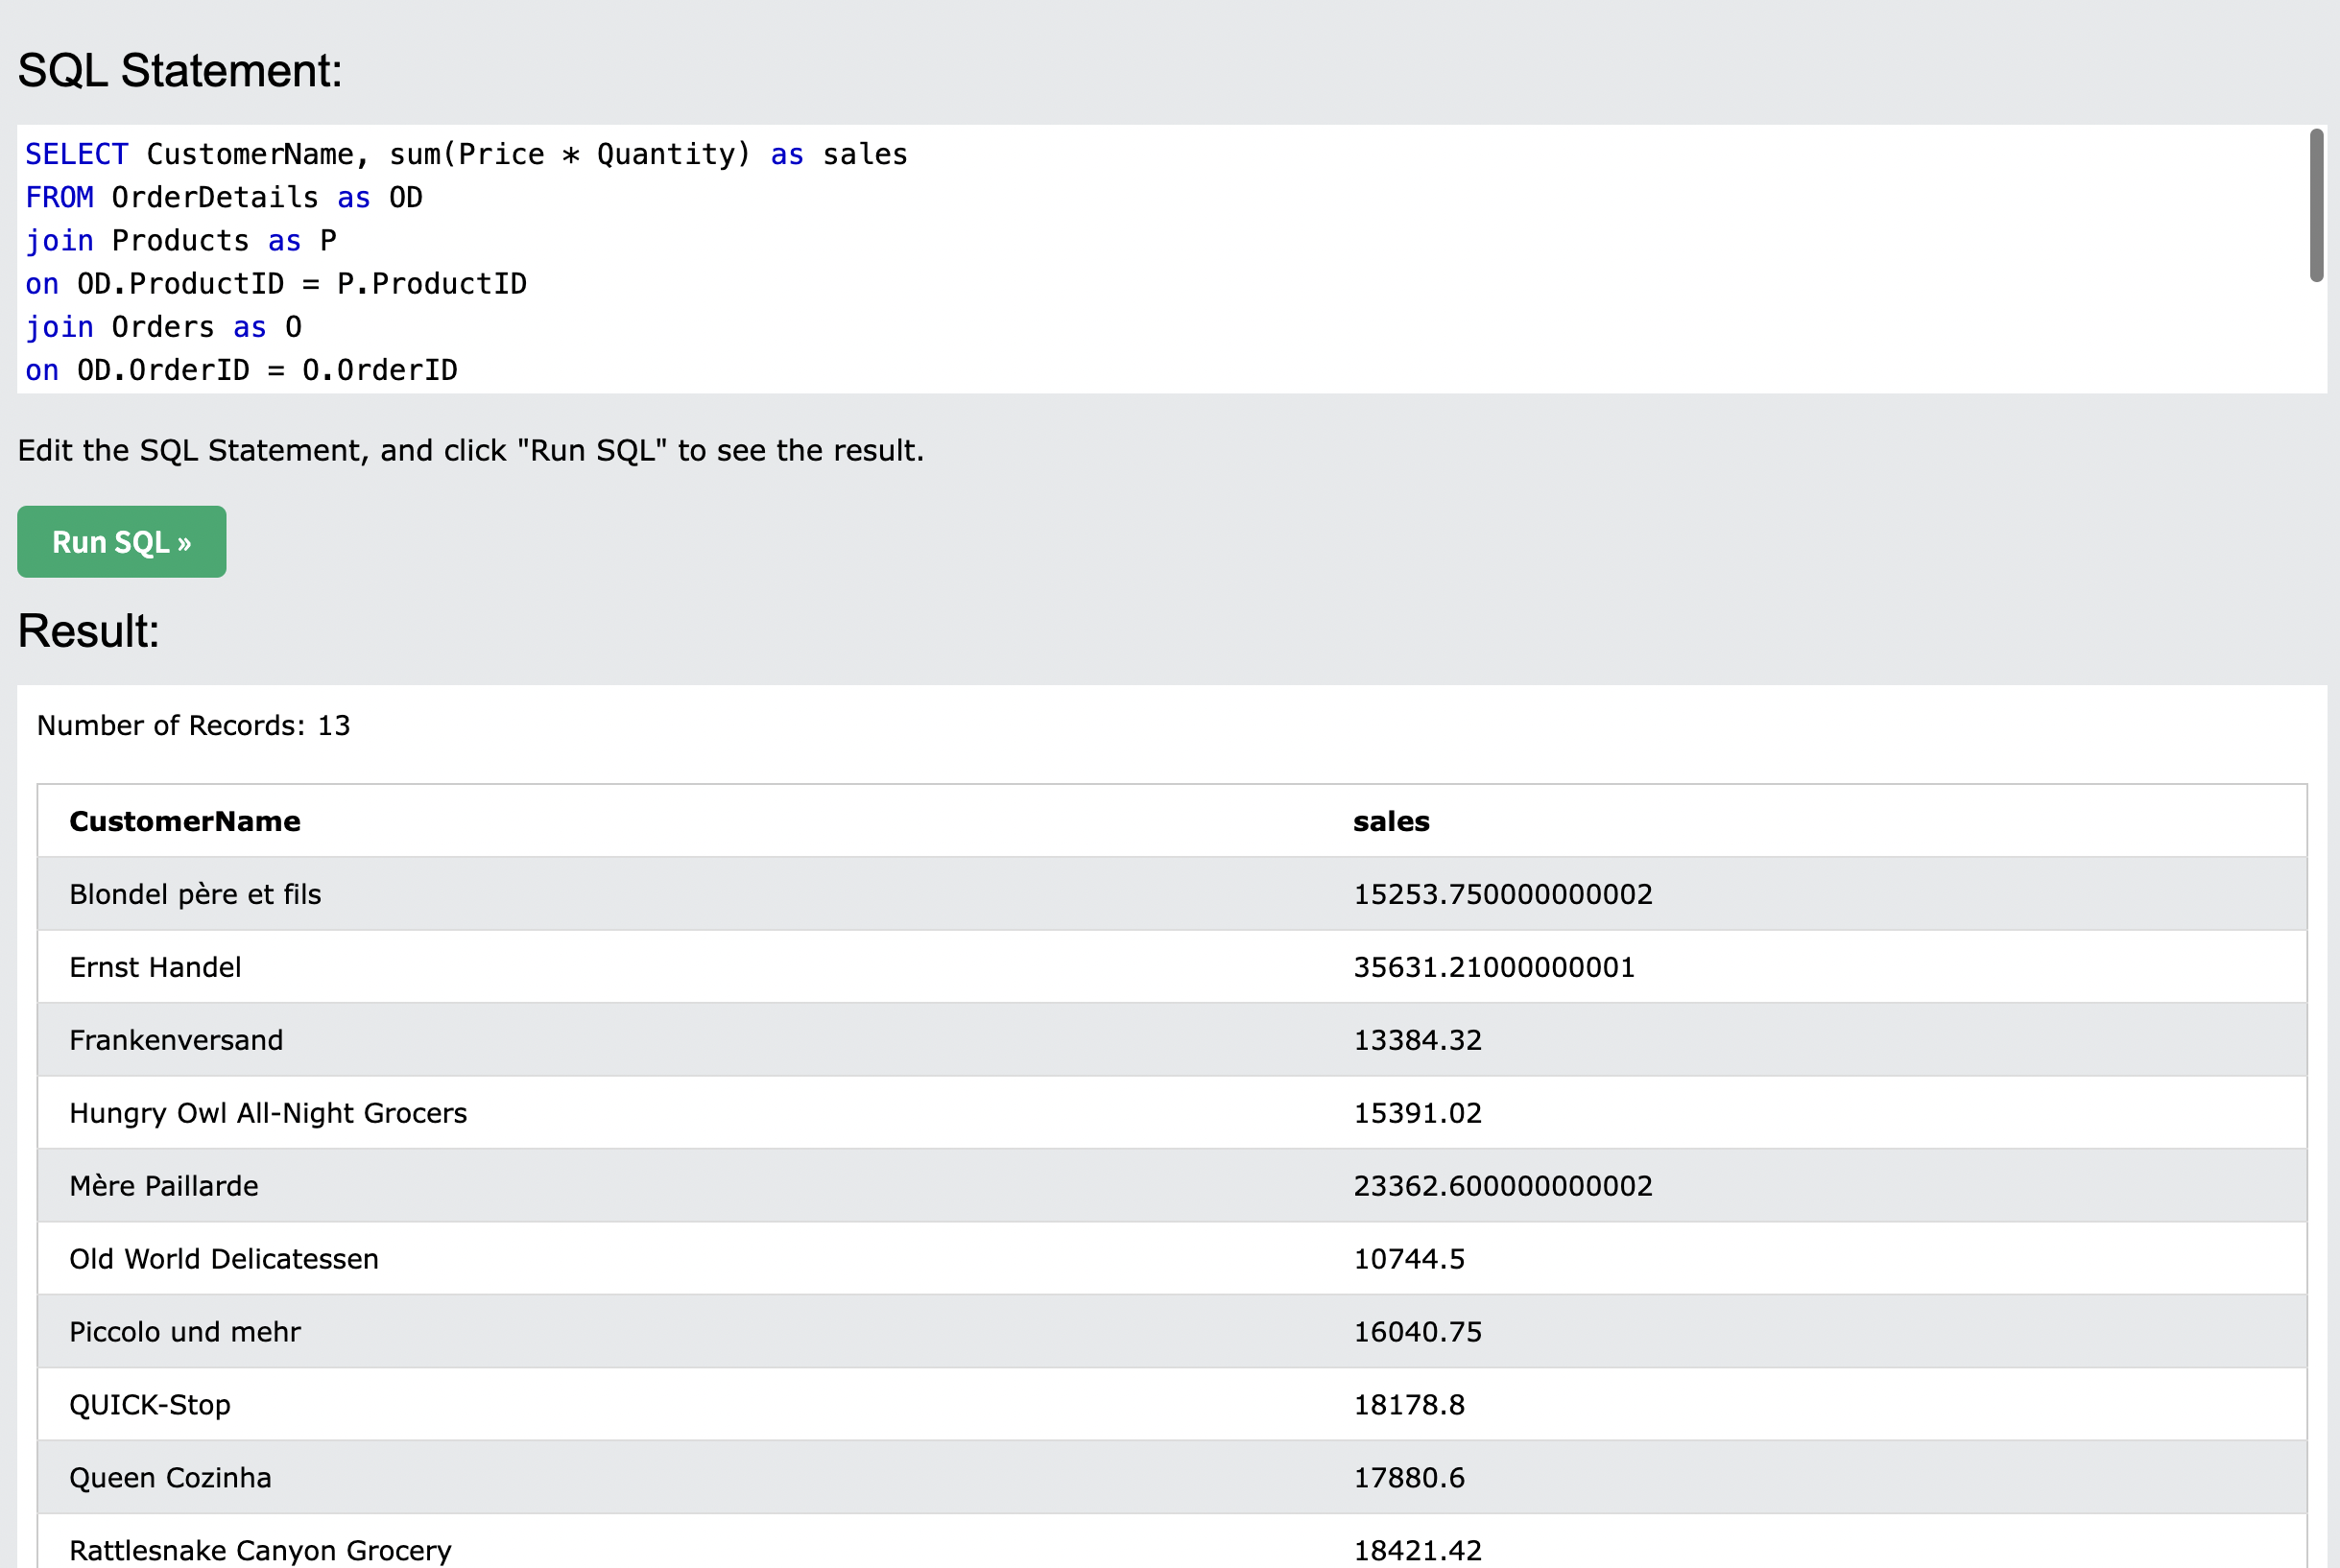 SQL Statement:
SELECT CustomerName, sum(Price * Quantity) as sales
FROM OrderDetails as OD
join Products as P
on OD.ProductID = P.ProductID
join Orders as O
on OD.OrderID = O.OrderID
Edit the SQL Statement, and click "Run SQL" to see the result.
Run SQL »
Result:
Number of Records: 13
CustomerName sales
Blondel père et fils 15253.750000000002
Ernst Handel 35631.21000000001
Frankenversand 13384.32
Hungry Owl All-Night Grocers 15391.02
Mère Paillarde 23362.600000000002
Old World Delicatessen 10744.5
Piccolo und mehr 16040.75
QUICK-Stop 18178.8
Queen Cozinha 17880.6
Rattlesnake Canyon Grocery 18421.42